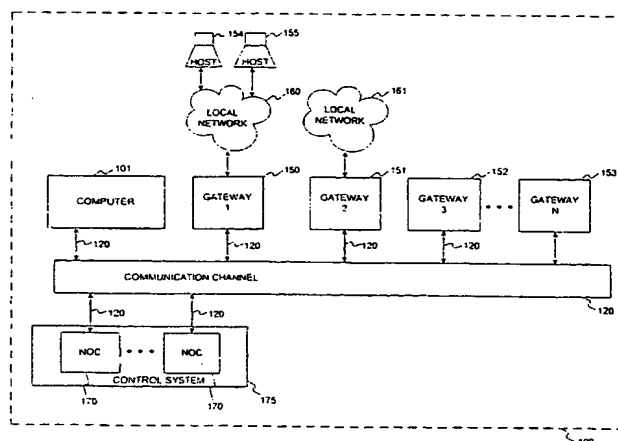 154
155
HOST
HOST
160
161
LOCAL
NETWORK
LOCAL
NETWORK
101
150
151
152
153
COMPUTER
GATEWAY
1
GATEWAY
2
GATEWAY
3
GATEWAY
N
120
120
120
120
COMMUNICATION CHANNEL
120
120
120
NOC
NOC
CONTROL SYSTEM
175
170
170